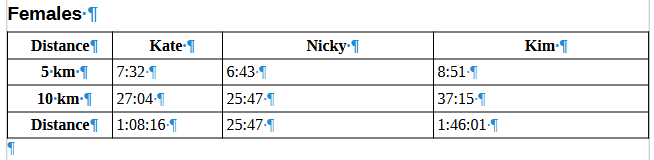 Females
Distance Kate Nicky Kim
5 km 7:32 6:43 8:51
10 km 27:04 25:47 37:15
Distance 1:08:16 25:47 1:46:01